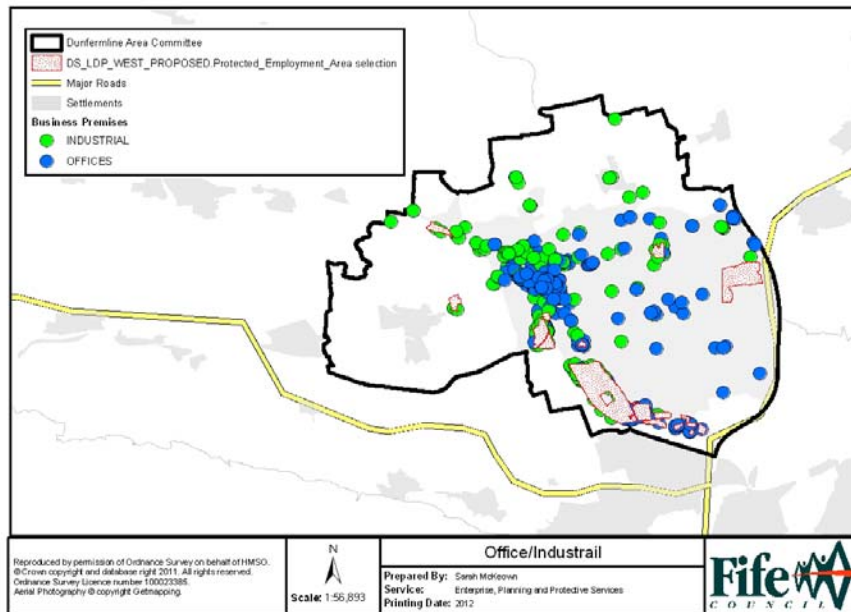 Dunfermline Area Committee
DS_LDP_WEST_PROPOSED.Protected_Employment_Area selection
Major Roads
Settlements
Business Premises
INDUSTRIAL
OFFICES
Reproduced by permission of Ordnance Survey on behalf of HMSO.
©Crown copyright and database right 2011. All rights reserved.
Ordnance Survey Licence number 100023385.
Aerial Photography © copyright Getmapping.
N
Scale: 1:56,893
Office/Industrail
Prepared By: Sarah McKeown
Service: Enterprise, Planning and Protective Services
Printing Date: 2012
Fife
COUNCIL